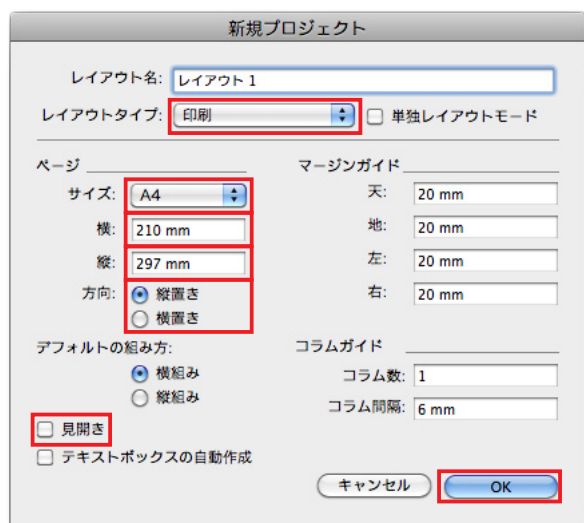 新規プロジェクト
レイアウト名: レイアウト 1
レイアウトタイプ: 印刷 単独レイアウトモード
ページ
サイズ: A4
横: 210 mm
縦: 297 mm
方向: 縦置き
横置き
デフォルトの組み方:
横組み
縦組み
見開き
テキストボックスの自動作成
マージンガイド
天: 20 mm
地: 20 mm
左: 20 mm
右: 20 mm
コラムガイド
コラム数: 1
コラム間隔: 6 mm
キャンセル OK